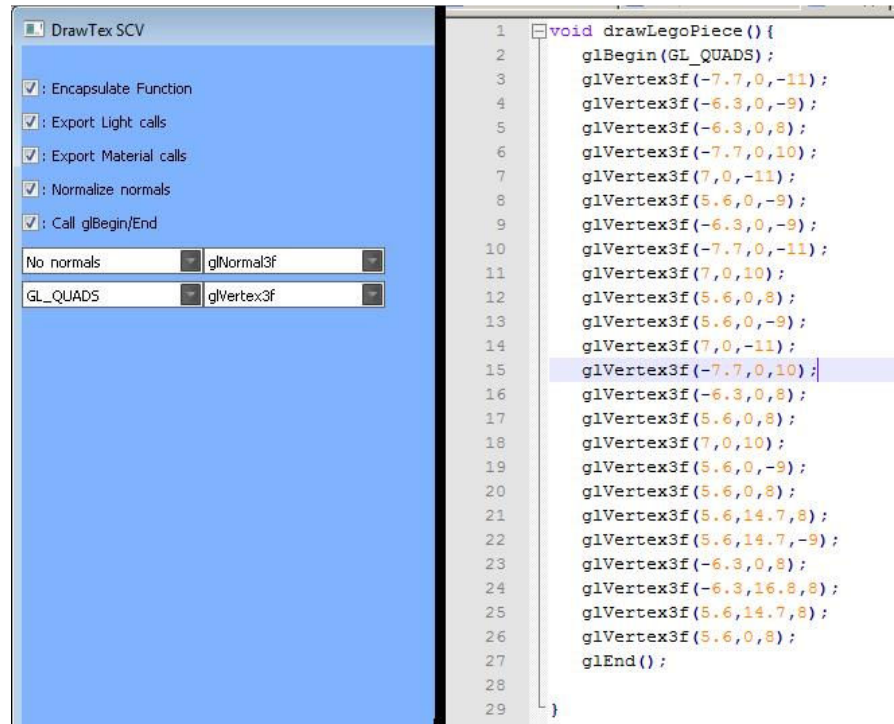 DrawTex SCV
: Encapsulate Function
: Export Light calls
: Export Material calls
: Normalize normals
: Call glBegin/End
No normals glNormal3f
GL_QUADS glVertex3f
1 void drawLegoPiece(){
2 glBegin(GL_QUADS);
3 glVertex3f(-7.7,0,-11);
4 glVertex3f(-6.3,0,-9);
5 glVertex3f(-6.3,0,8);
6 glVertex3f(-7.7,0,10);
7 glVertex3f(7,0,-11);
8 glVertex3f(5.6,0,-9);
9 glVertex3f(-6.3,0,-9);
10 glVertex3f(-7.7,0,-11);
11 glVertex3f(7,0,10);
12 glVertex3f(5.6,0,8);
13 glVertex3f(5.6,0,-9);
14 glVertex3f(7,0,-11);
15 glVertex3f(-7.7,0,10);
16 glVertex3f(-6.3,0,8);
17 glVertex3f(5.6,0,8);
18 glVertex3f(7,0,10);
19 glVertex3f(5.6,0,-9);
20 glVertex3f(5.6,0,8);
21 glVertex3f(5.6,14.7,8);
22 glVertex3f(5.6,14.7,-9);
23 glVertex3f(-6.3,0,8);
24 glVertex3f(-6.3,16.8,8);
25 glVertex3f(5.6,14.7,8);
26 glVertex3f(5.6,0,8);
27 glEnd();
28
29 }